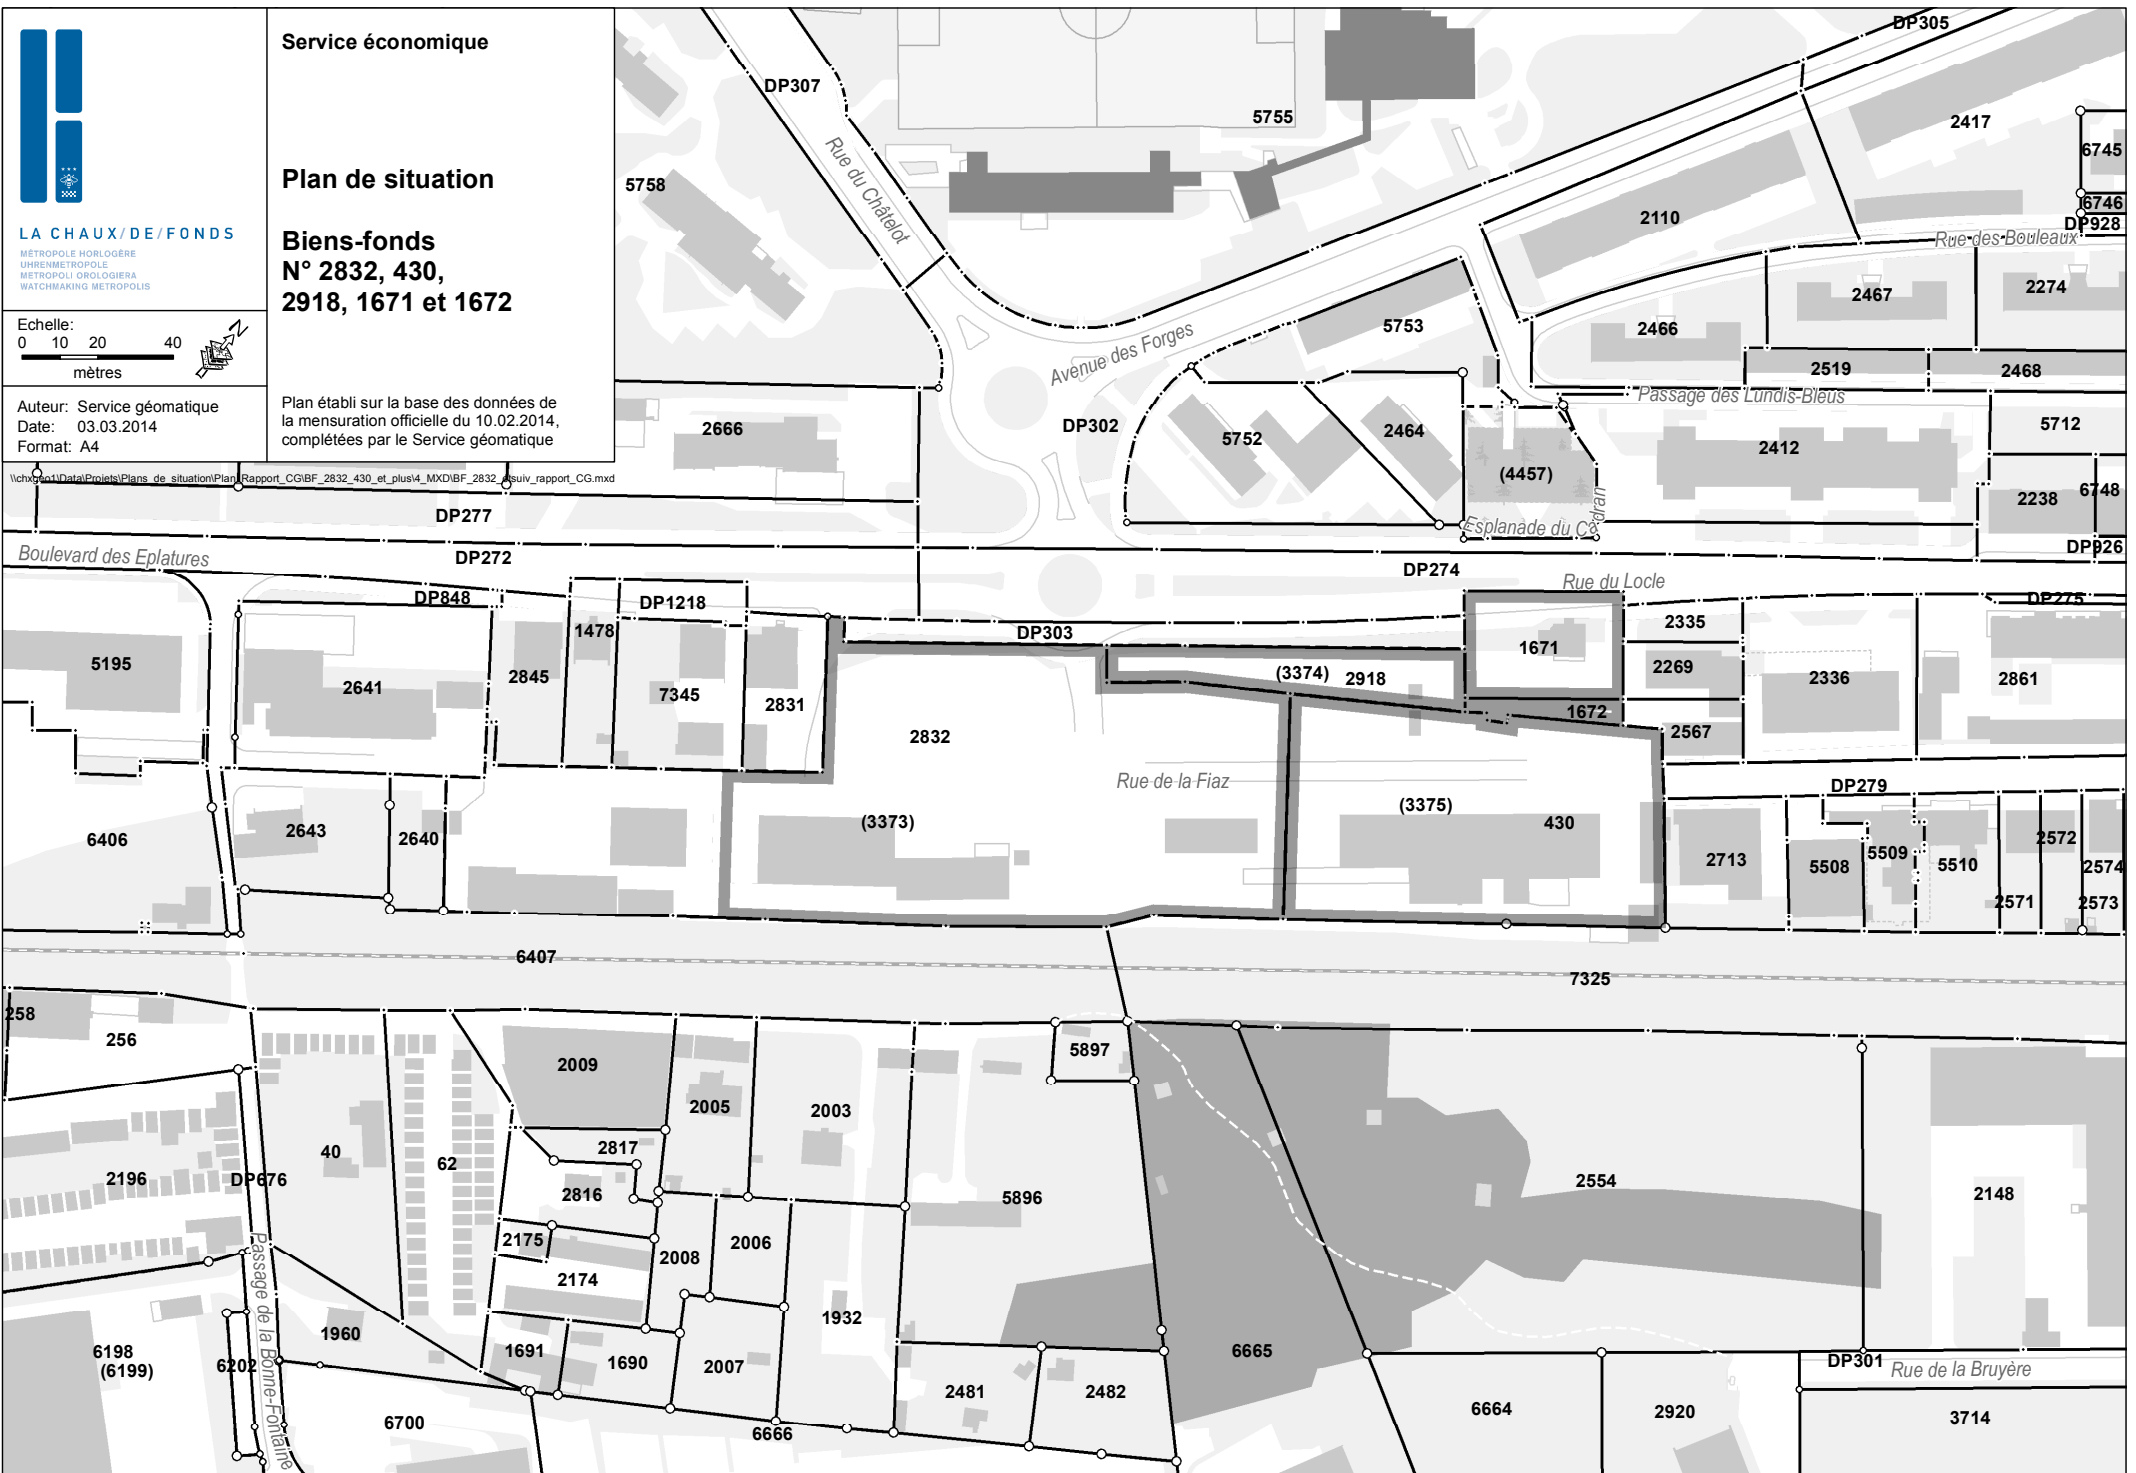 LA CHAUX/DE/FONDS
MÉTROPOLE HORLOGÈRE
UHRENMETROPOLE
METROPOLI OROLOGIERA
WATCHMAKING METROPOLIS
Service économique
Plan de situation
Biens-fonds
N° 2832, 430,
2918, 1671 et 1672
Echelle:
0 10 20 40
mètres
N
Auteur: Service géomatique
Date: 03.03.2014
Format: A4
Plan établi sur la base des données de
la mensuration officielle du 10.02.2014,
complétées par le Service géomatique
DP305
DP307
5755
2417
6745
5758
Rue du Châtelot
2110
6746
DP928
Rue des Bouleaux
2467
2274
2466
5753
Avenue des Forges
2519
2468
Passage des Lundis-Bleus
2666
DP302
5752
2464
(4457)
2412
5712
2238
6748
DP277
Esplanade du Cadran
DP926
Boulevard des Eplatures
DP272
DP274
Rue du Locle
DP848
DP1218
DP303
DP275
1478
2335
5195
2641
2845
7345
2831
(3374)
2918
1671
2269
2336
2861
1672
2567
2832
Rue de la Fiaz
DP279
(3373)
(3375)
430
6406
2643
2640
2713
5508
5509
5510
2572
2574
2571
2573
6407
7325
258
256
5897
2009
2005
2003
2817
40
62
2196
DP676
2816
5896
2554
2148
2175
2008
2006
2174
Passage de la Bonne-Fontaine
1932
1960
1691
1690
2007
6198
(6199)
6202
6665
DP301
Rue de la Bruyère
2481
2482
6664
2920
3714
6700
6666